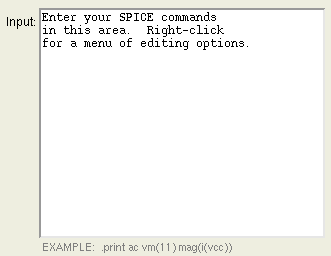 Input: Enter your SPICE commands
in this area.  Right-click
for a menu of editing options.
EXAMPLE:  .print ac vm(11) mag(i(vcc))